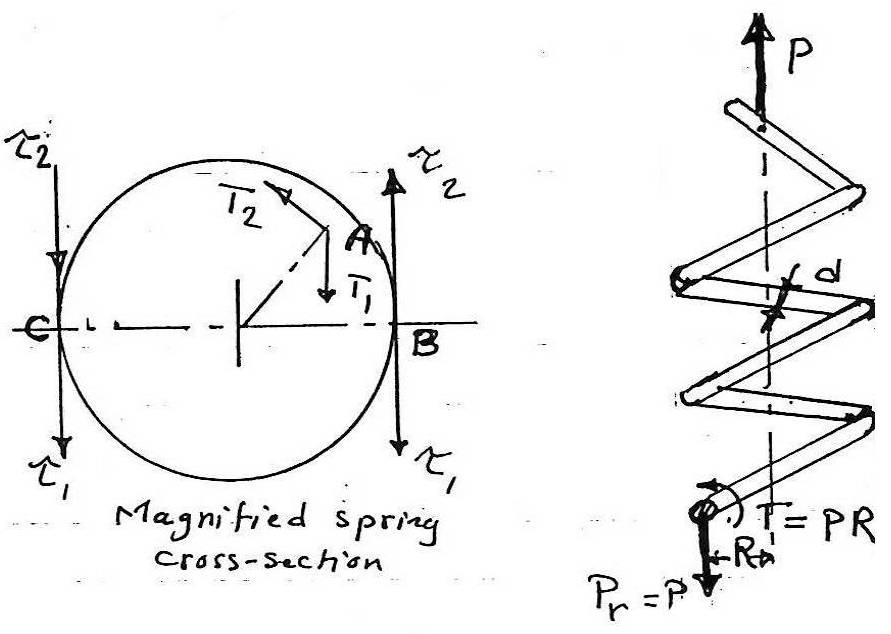 P
τ₂
τ₂
T₂
A
d
T₁
C
B
τ₁
τ₁
Magnified spring
cross-section
T = PR
R
Pᵣ = P